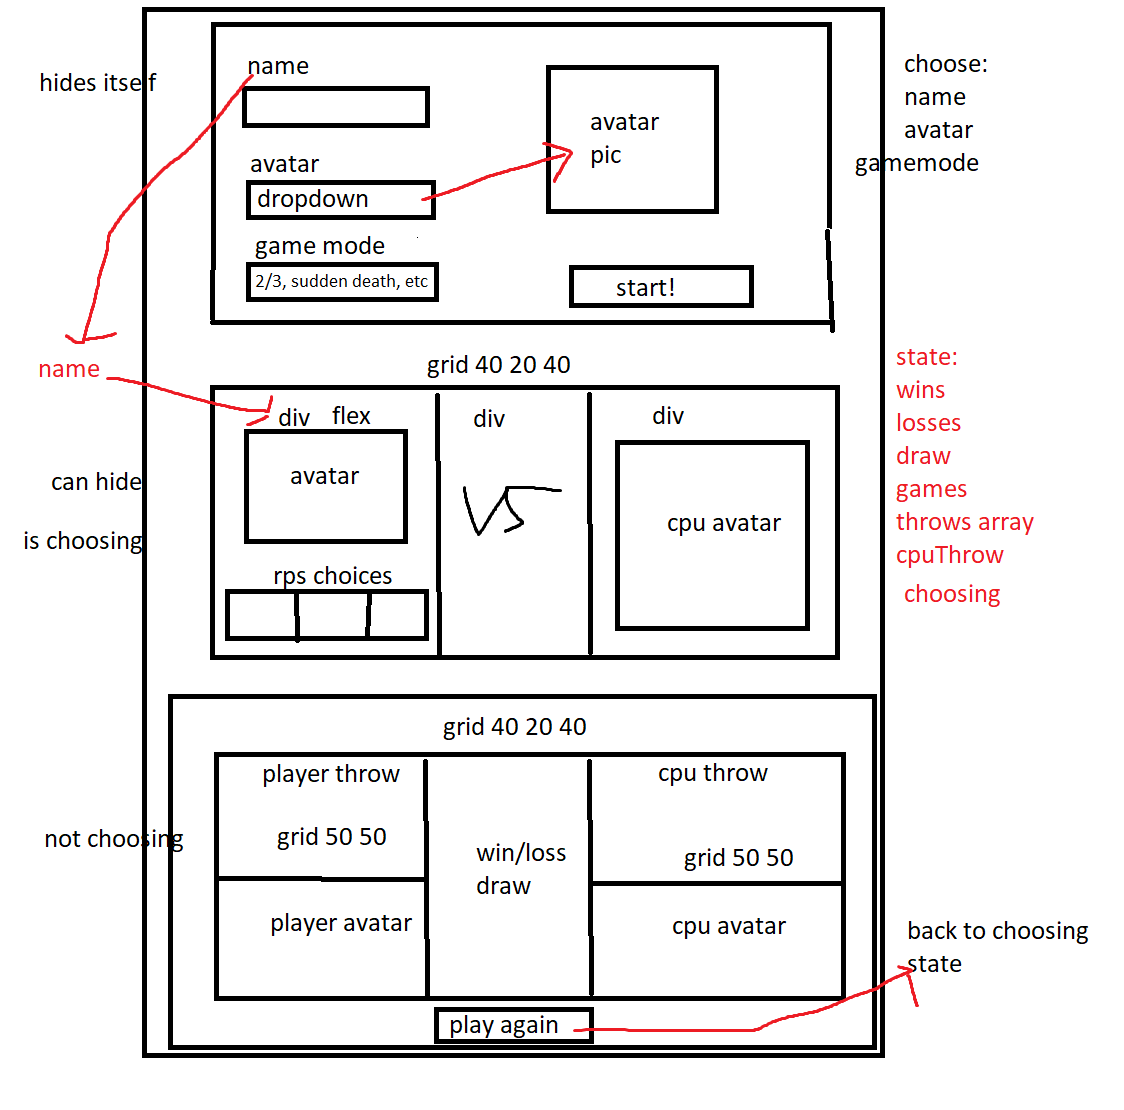 hides itself
name
avatar
pic
choose:
name
avatar
gamemode
avatar
dropdown
game mode
2/3, sudden death, etc
start!
name
grid 40 20 40
state:
wins
losses
draw
games
throws array
cpuThrow
choosing
div flex
div
div
avatar
VS
cpu avatar
can hide
is choosing
rps choices
grid 40 20 40
player throw
cpu throw
not choosing
grid 50 50
win/loss
draw
grid 50 50
player avatar
cpu avatar
back to choosing
state
play again